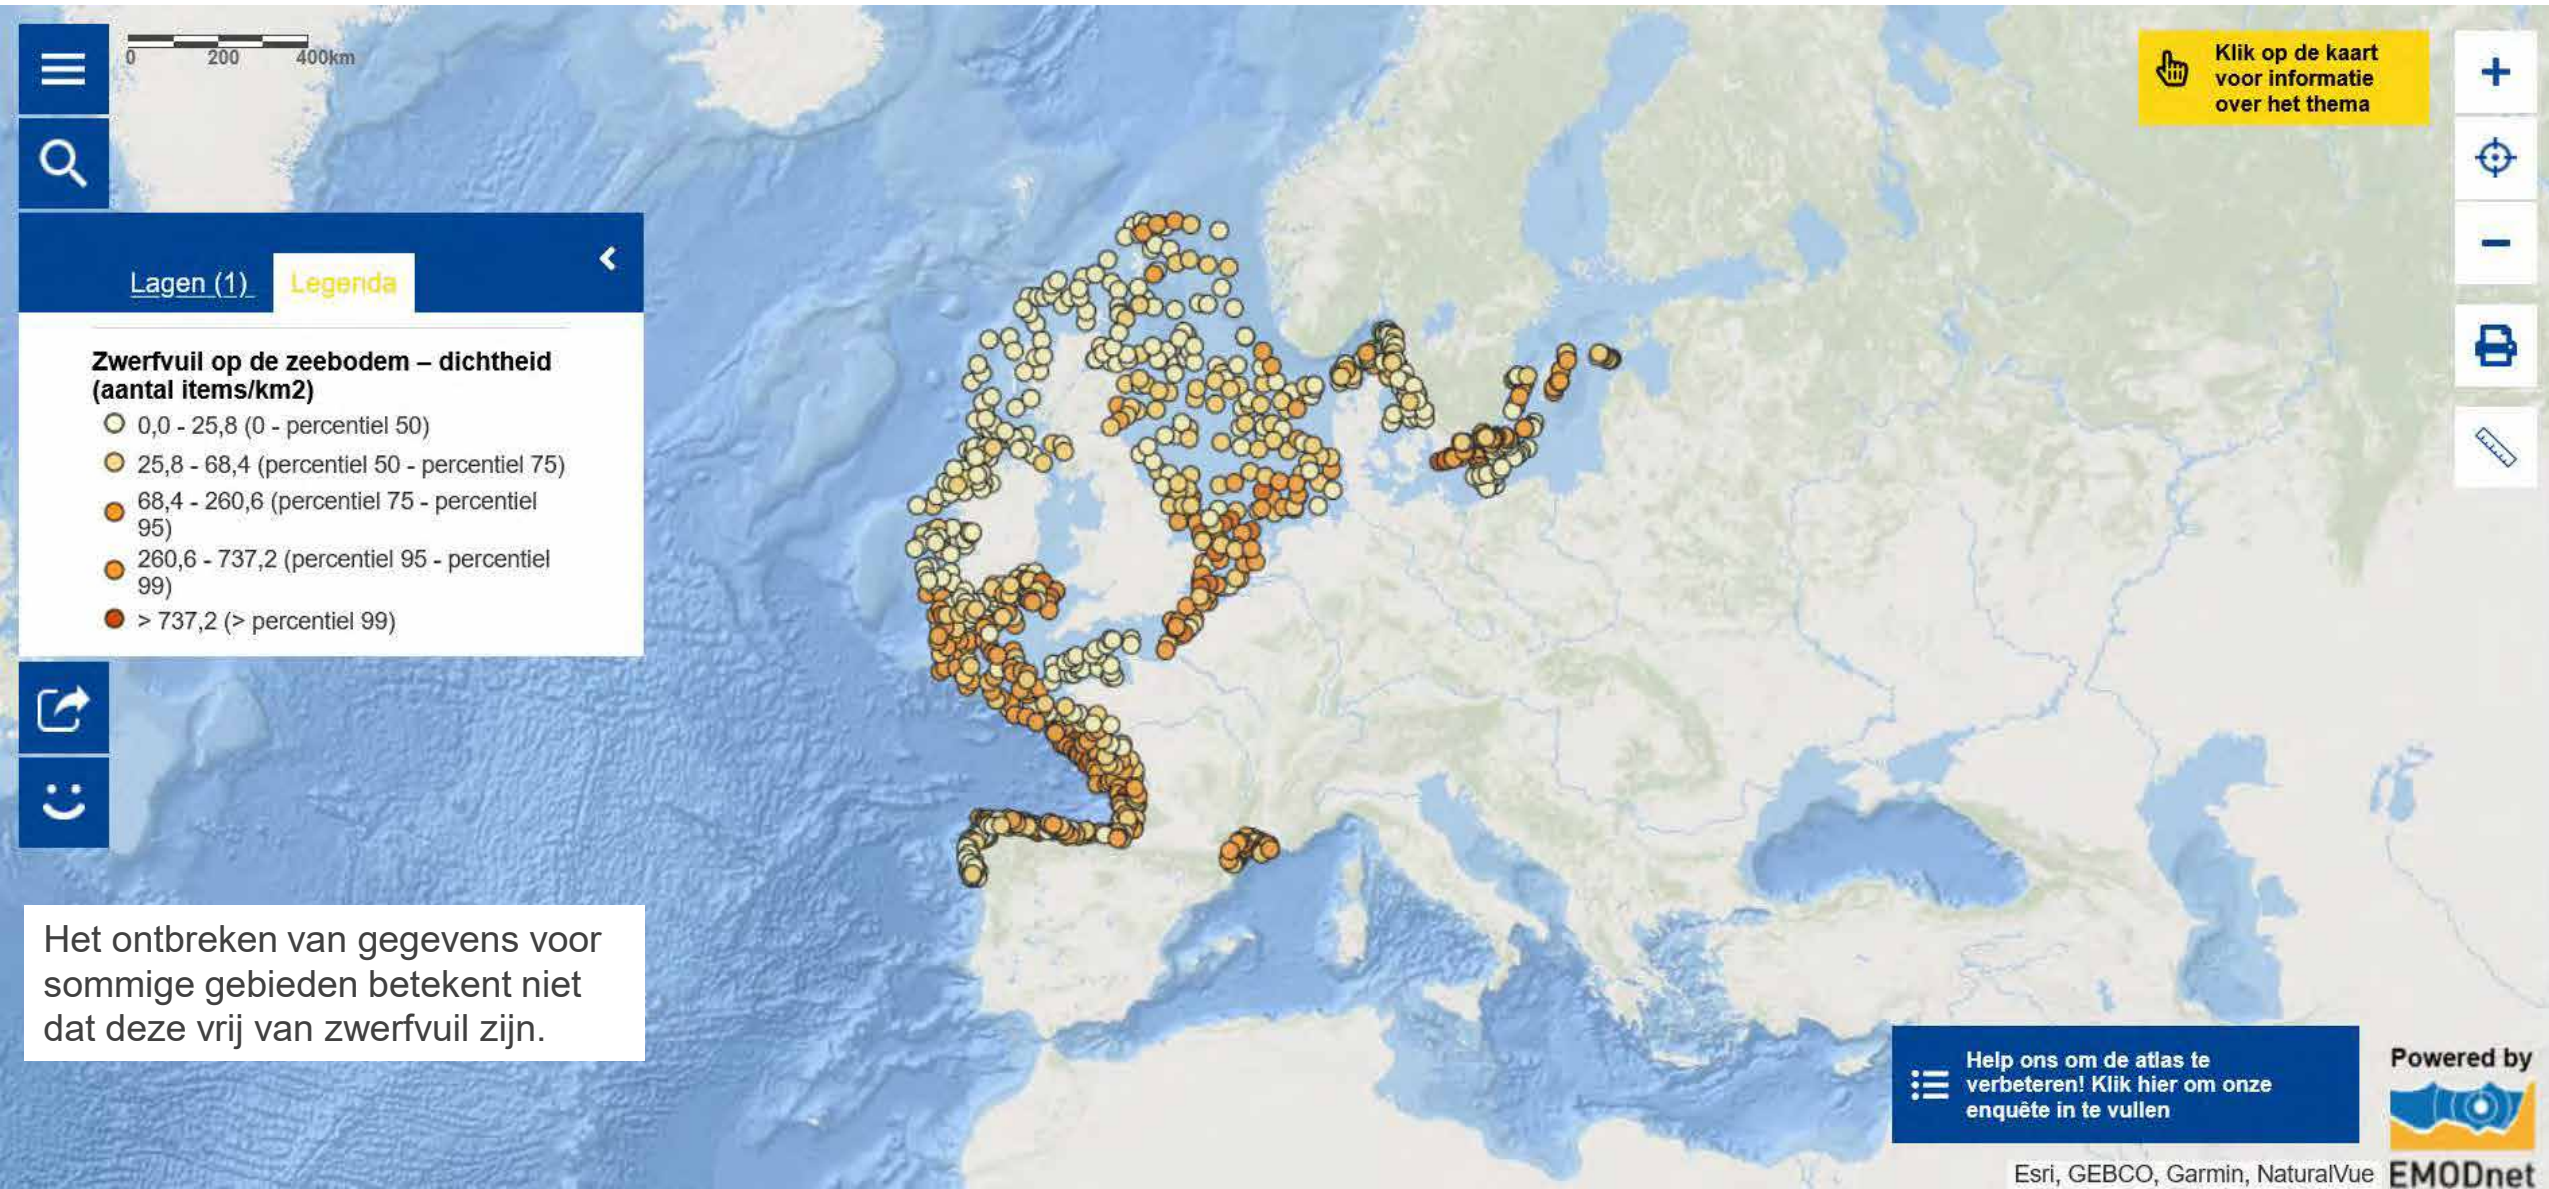 0 200 400km
Klik op de kaart
voor informatie
over het thema
Lagen (1) Legenda
Zwerfvuil op de zeebodem – dichtheid
(aantal items/km2)
0,0 - 25,8 (0 - percentiel 50)
25,8 - 68,4 (percentiel 50 - percentiel 75)
68,4 - 260,6 (percentiel 75 - percentiel
95)
260,6 - 737,2 (percentiel 95 - percentiel
99)
> 737,2 (> percentiel 99)
Het ontbreken van gegevens voor
sommige gebieden betekent niet
dat deze vrij van zwerfvuil zijn.
Help ons om de atlas te
verbeteren! Klik hier om onze
enquête in te vullen
Powered by
EMODnet
Esri, GEBCO, Garmin, NaturalVue